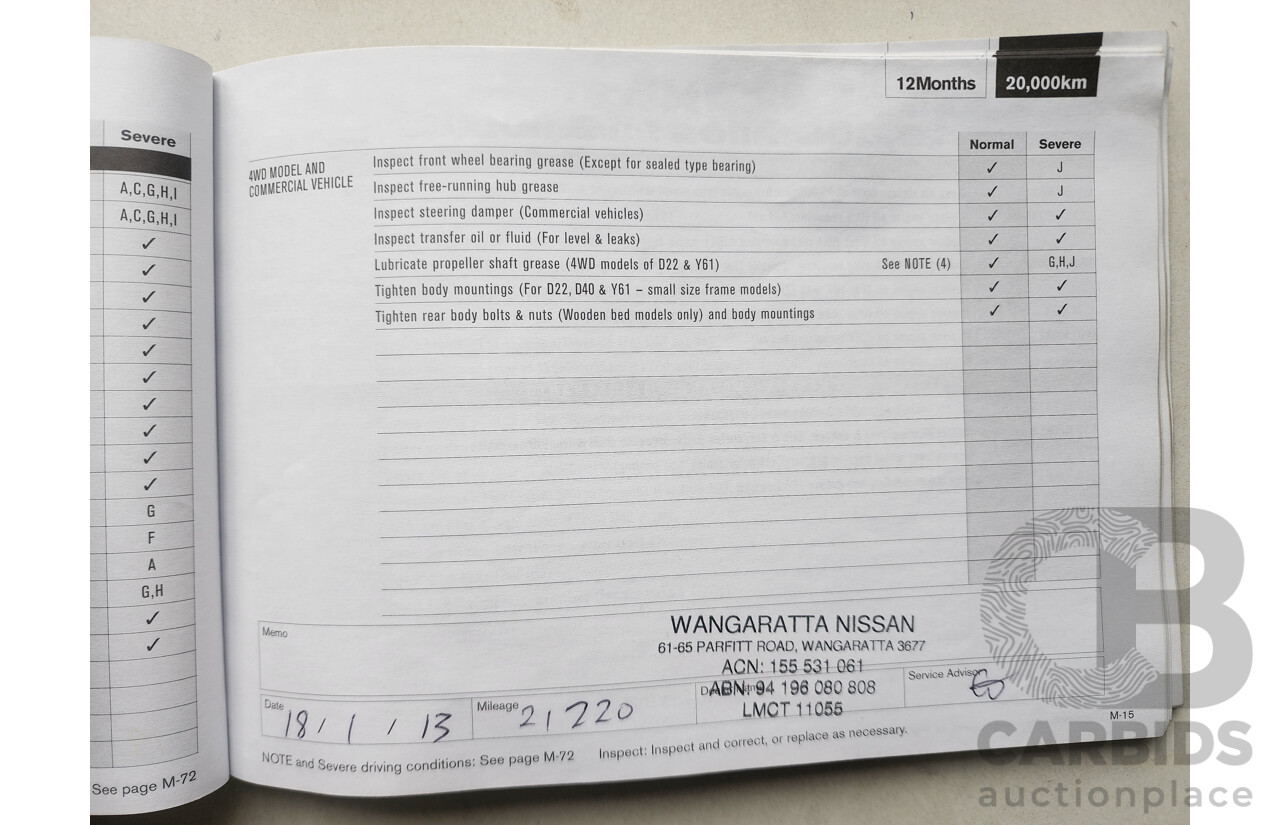 Severe
A,C,G,H,I
A,C,G,H,I
✓
✓
✓
✓
✓
✓
✓
✓
✓
✓
G
F
A
G,H
✓
✓
See page M-72
12Months 20,000km
Normal Severe
4WD MODEL AND
COMMERCIAL VEHICLE
Inspect front wheel bearing grease (Except for sealed type bearing) ✓ J
Inspect free-running hub grease ✓ J
Inspect steering damper (Commercial vehicles) ✓ ✓
Inspect transfer oil or fluid (For level & leaks) ✓ ✓
Lubricate propeller shaft grease (4WD models of D22 & Y61) See NOTE (4) ✓ G,H,J
Tighten body mountings (For D22, D40 & Y61 – small size frame models) ✓ ✓
Tighten rear body bolts & nuts (Wooden bed models only) and body mountings ✓ ✓
Memo
WANGARATTA NISSAN
61-65 PARFITT ROAD, WANGARATTA 3677
ACN: 155 531 061
ABN: 94 196 080 808
LMCT 11055
Date 18 / 1 / 13
Mileage 21220
Service Advisor
NOTE and Severe driving conditions: See page M-72 Inspect: Inspect and correct, or replace as necessary.
M-15
CB
CARBIDS
auctionplace